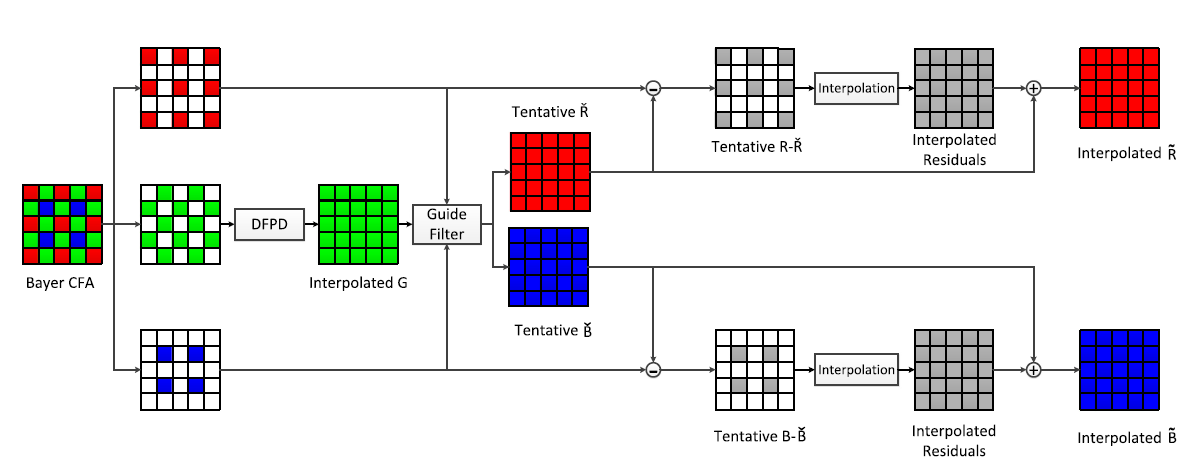 Tentative Ř
Interpolation
Tentative R-Ř
Interpolated
Residuals
Interpolated R̃
DFPD
Guide
Filter
Bayer CFA
Interpolated G
Tentative B̌
Interpolation
Tentative B-B̌
Interpolated
Residuals
Interpolated B̃